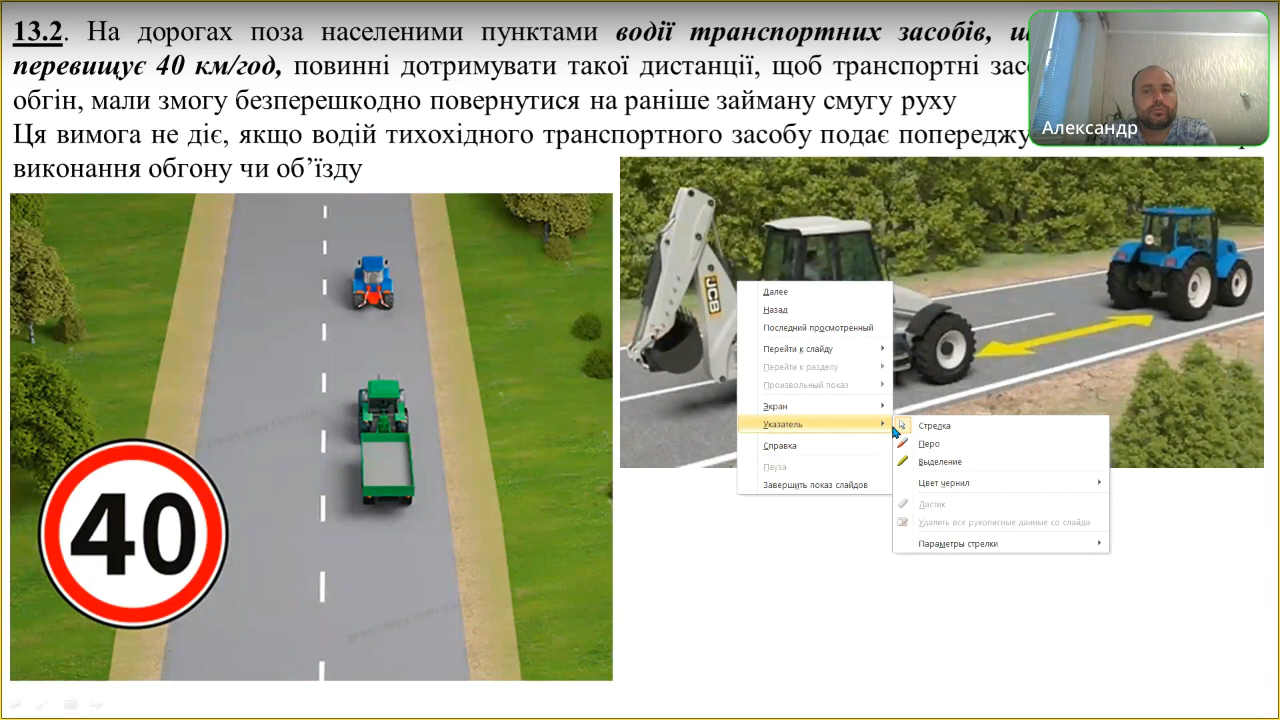 13.2. На дорогах поза населеними пунктами водії транспортних засобів,
перевищує 40 км/год, повинні дотримувати такої дистанції, щоб транспортні
обгін, мали змогу безперешкодно повернутися на раніше займану смугу руху
Ця вимога не діє, якщо водій тихохідного транспортного засобу подає
виконання обгону чи об’їзду
Александр
JCB
40
Далее
Назад
Последний просмотренный
Перейти к слайду
Перейти к разделу
Произвольный показ
Экран
Указатель
Справка
Пауза
Завершить показ слайдов
Стрелка
Перо
Выделение
Цвет чернил
Ластик
Удалить все рукописные данные со слайда
Параметры стрелки